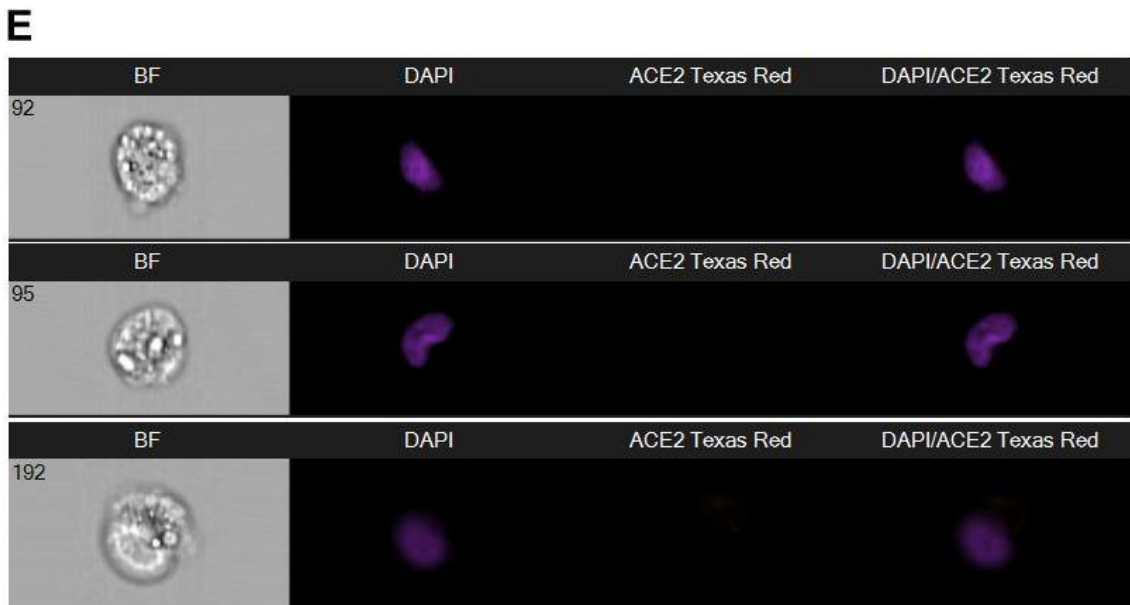 E
BF DAPI ACE2 Texas Red DAPI/ACE2 Texas Red
92
BF DAPI ACE2 Texas Red DAPI/ACE2 Texas Red
95
BF DAPI ACE2 Texas Red DAPI/ACE2 Texas Red
192